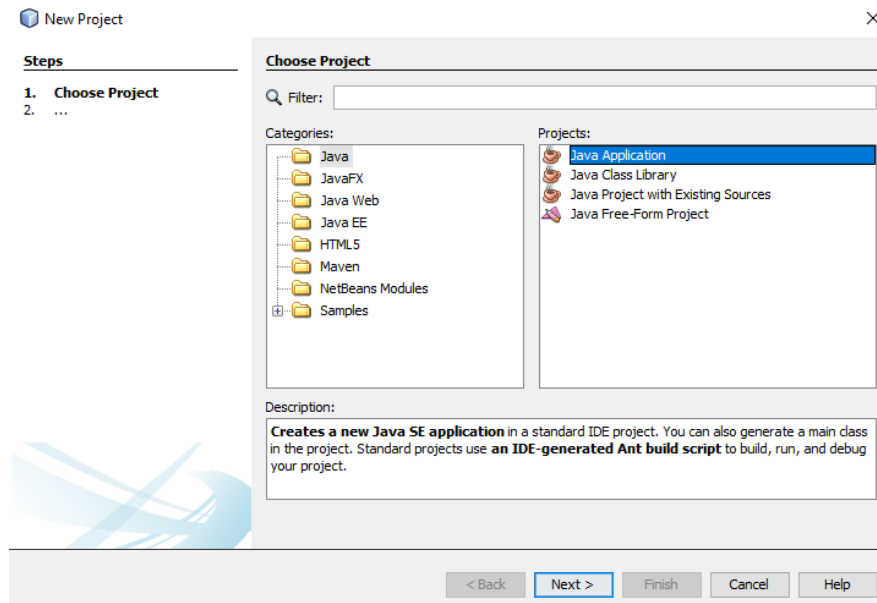 New Project
Steps
1. Choose Project
2. ...
Choose Project
Filter:
Categories:
Java
JavaFX
Java Web
Java EE
HTML5
Maven
NetBeans Modules
Samples
Projects:
Java Application
Java Class Library
Java Project with Existing Sources
Java Free-Form Project
Description:
Creates a new Java SE application in a standard IDE project. You can also generate a main class
in the project. Standard projects use an IDE-generated Ant build script to build, run, and debug
your project.
< Back Next > Finish Cancel Help